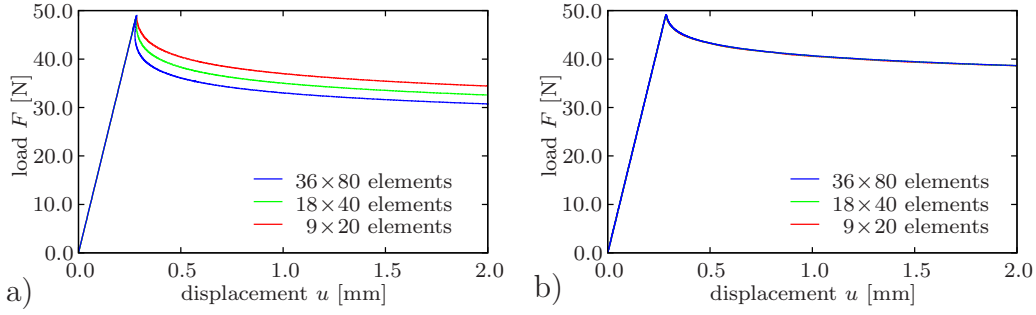 50.0
40.0
30.0
20.0
10.0
0.0
load F [N]
36×80 elements
18×40 elements
9×20 elements
0.0 0.5 1.0 1.5 2.0
displacement u [mm]
a)
50.0
40.0
30.0
20.0
10.0
0.0
load F [N]
36×80 elements
18×40 elements
9×20 elements
0.0 0.5 1.0 1.5 2.0
displacement u [mm]
b)